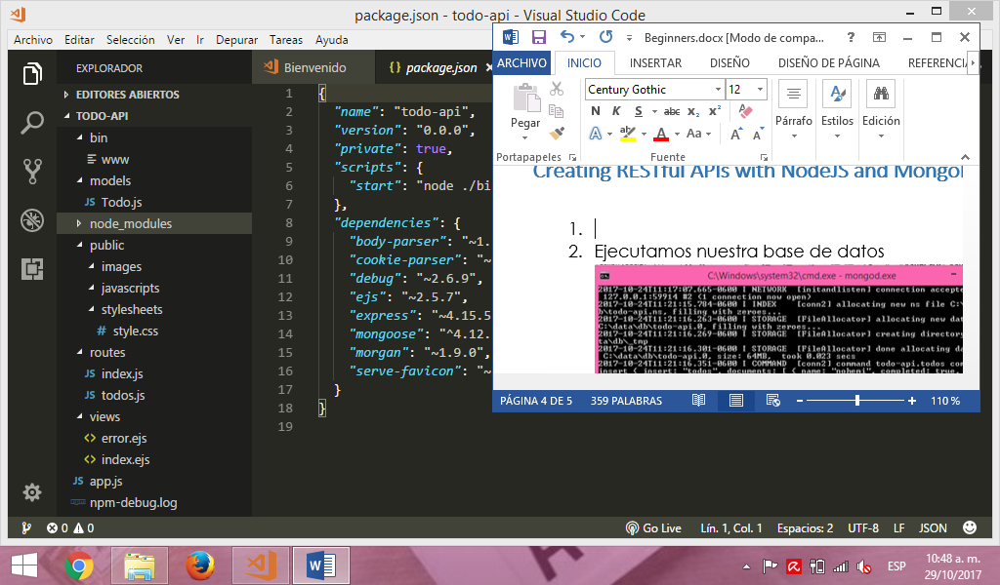 package.json - todo-api - Visual Studio Code
Archivo Editar Selección Ver Ir Depurar Tareas Ayuda
EXPLORADOR
EDITORES ABIERTOS
TODO-API
bin
www
models
JS Todo.js
node_modules
public
images
javascripts
stylesheets
# style.css
routes
JS index.js
JS todos.js
views
<> error.ejs
<> index.ejs
JS app.js
npm-debug.log
Bienvenido
{} package.json ×
1 {
2 "name": "todo-api",
3 "version": "0.0.0",
4 "private": true,
5 "scripts": {
6 "start": "node ./bi
7 },
8 "dependencies": {
9 "body-parser": "~1.
10 "cookie-parser": "~
11 "debug": "~2.6.9",
12 "ejs": "~2.5.7",
13 "express": "~4.15.5
14 "mongoose": "^4.12.
15 "morgan": "~1.9.0",
16 "serve-favicon": "~
17 }
18 }
19
Beginners.docx [Modo de compa...
ARCHIVO INICIO INSERTAR DISEÑO DISEÑO DE PÁGINA REFERENCIA
Pegar
Portapapeles
Century Gothic 12
N K S abc x₂ x²
A ab A Aa A A
Fuente
Párrafo
Estilos
Edición
Creating RESTful APIs with NodeJS and Mongo
1.
2. Ejecutamos nuestra base de datos
C:\Windows\system32\cmd.exe - mongod.exe
2017-10-24T11:17:07.665-0600 I NETWORK [initandlisten] connection accepte
127.0.0.1:59914 #2 (1 connection now open)
2017-10-24T11:21:15.784-0600 I INDEX [conn2] allocating new ns file C:\
b\todo-api.ns, filling with zeroes...
2017-10-24T11:21:16.263-0600 I STORAGE [FileAllocator] allocating new dat
C:\data\db\todo-api.0, filling with zeroes...
2017-10-24T11:21:16.269-0600 I STORAGE [FileAllocator] creating directory
ta\db\_tmp
2017-10-24T11:21:16.301-0600 I STORAGE [FileAllocator] done allocating da
C:\data\db\todo-api.0, size: 64MB, took 0.023 secs
2017-10-24T11:21:16.351-0600 I COMMAND [conn2] command todo-api.todos com
insert { insert: "todos", documents: [ { name: "nohemi", completed: true,
PÁGINA 4 DE 5 359 PALABRAS 110 %
0 0 Go Live Lín. 1, Col. 1 Espacios: 2 UTF-8 LF JSON
ESP
10:48 a. m.
29/10/2017